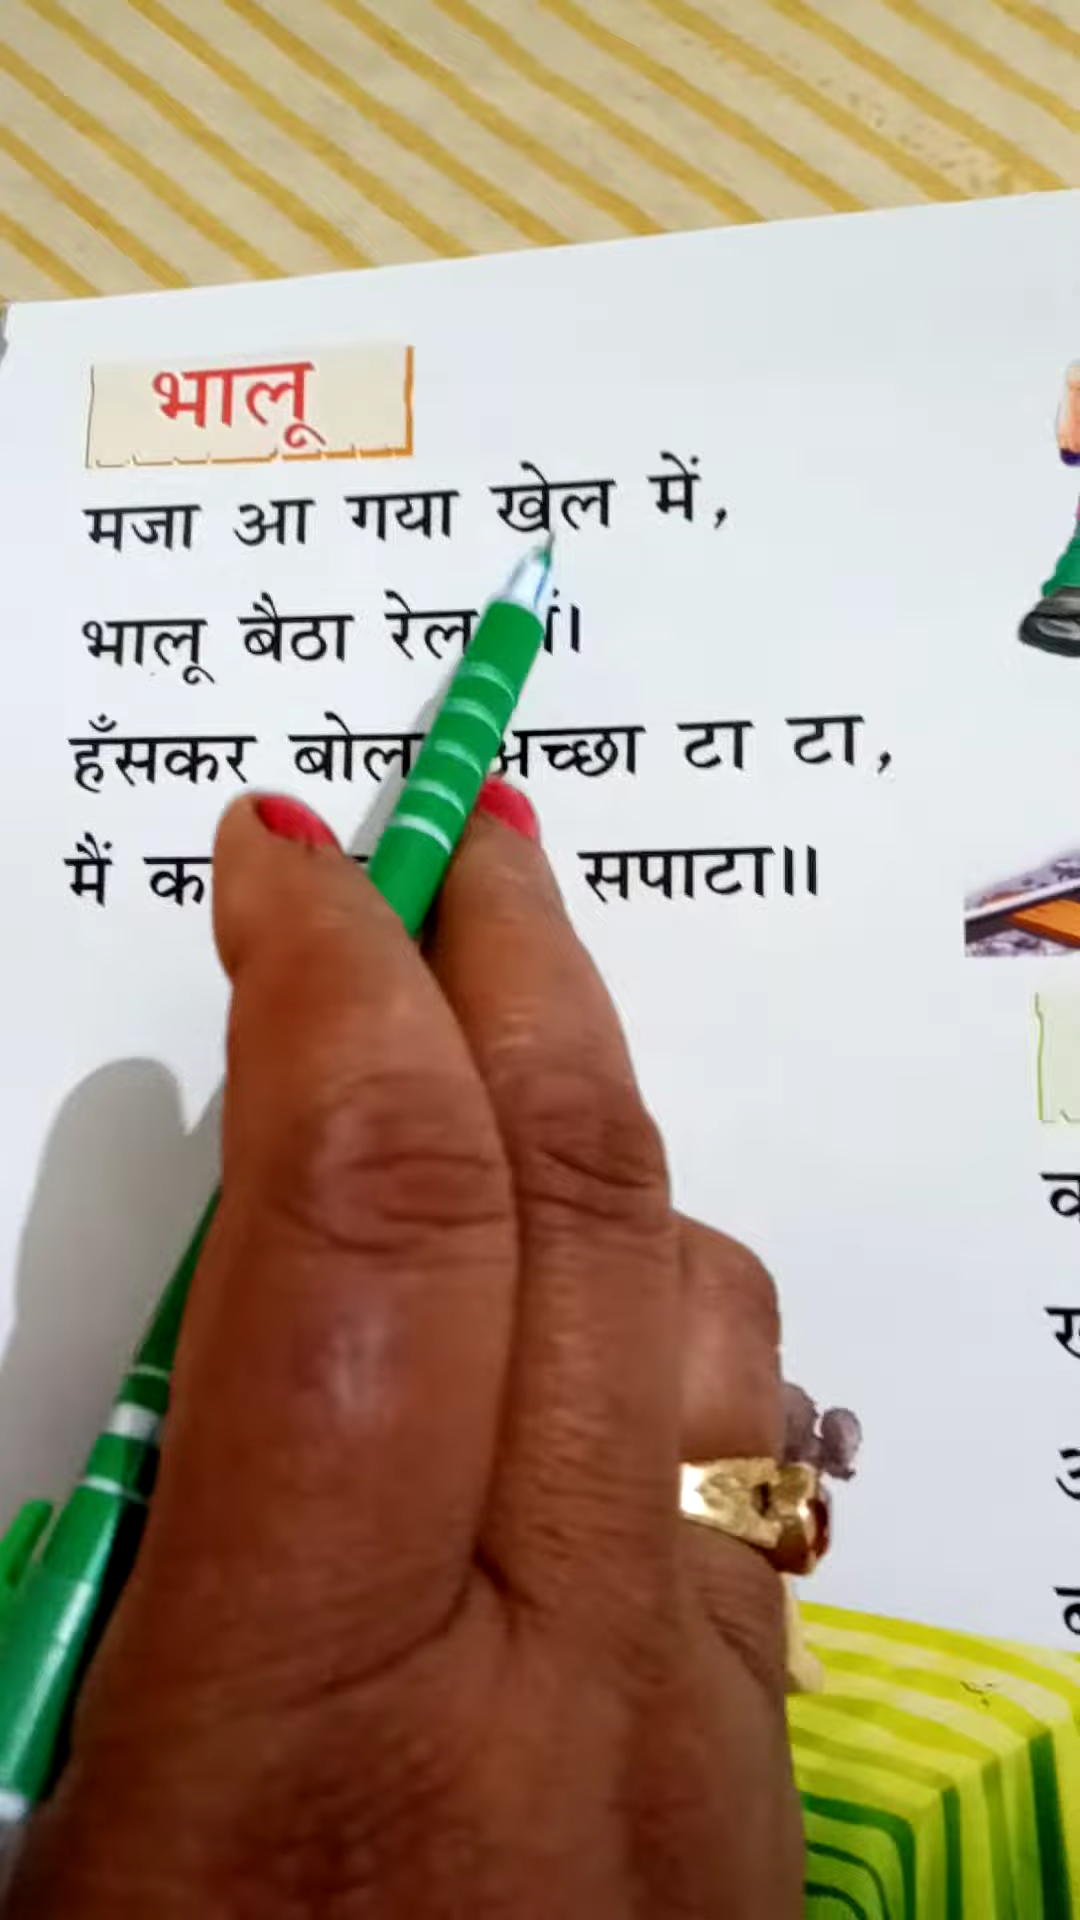 भालू
मजा आ गया खेल में,
भालू बैठा रेल
हँसकर अच्छा टा टा,
मैं सपाटा॥